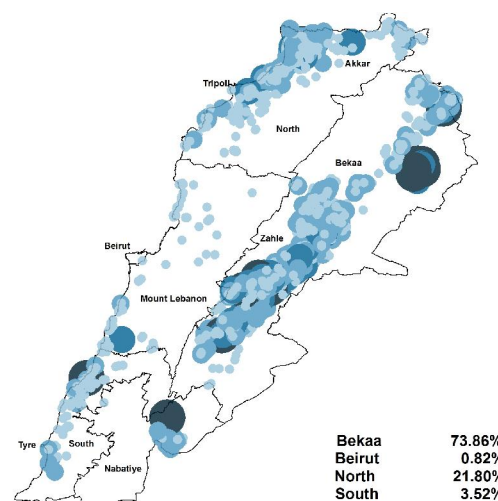 Akkar
Tripoli
North
Bekaa
Beirut
Zahle
Mount Lebanon
Tyre
South
Nabatiye
Bekaa 73.86%
Beirut 0.82%
North 21.80%
South 3.52%